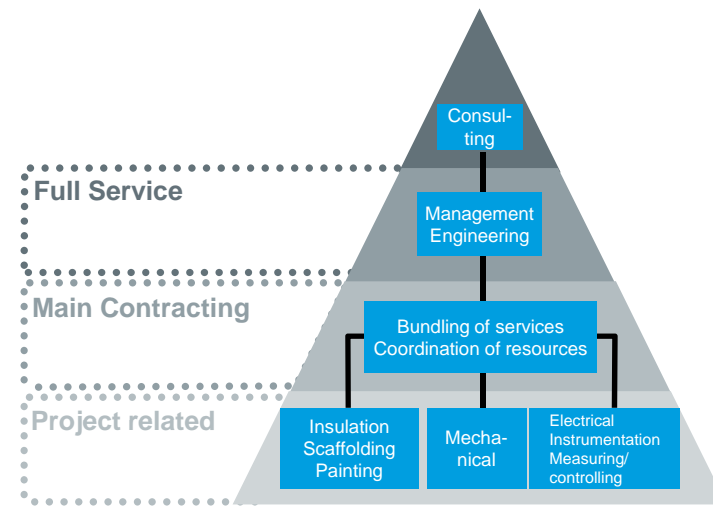 Consul-
ting
Full Service
Management
Engineering
Main Contracting
Bundling of services
Coordination of resources
Project related
Insulation
Scaffolding
Painting
Mecha-
nical
Electrical
Instrumentation
Measuring/
controlling